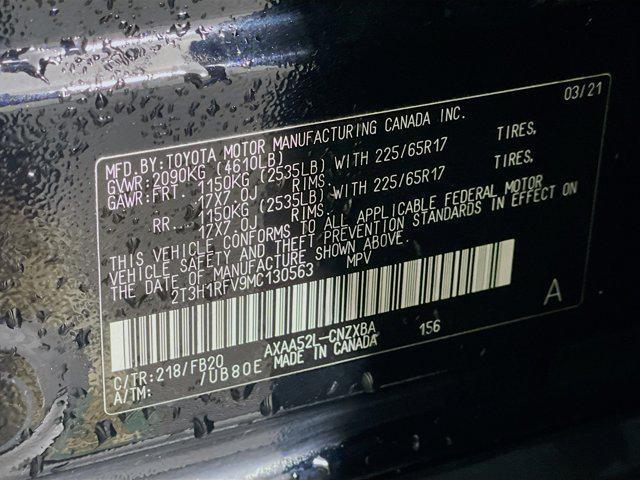 03/21
MFD.BY:TOYOTA MOTOR MANUFACTURING CANADA INC.
GVWR:2090KG (4610LB)
GAWR:FRT. 1150KG (2535LB) WITH 225/65R17 TIRES,
17X7.0J RIMS.
RR. 1150KG (2535LB) WITH 225/65R17 TIRES,
17X7.0J RIMS.
THIS VEHICLE CONFORMS TO ALL APPLICABLE FEDERAL MOTOR
VEHICLE SAFETY AND THEFT PREVENTION STANDARDS IN EFFECT ON
THE DATE OF MANUFACTURE SHOWN ABOVE.
2T3H1RFV9MC130563 MPV
A
C/TR:218/FB20 AXAA52L-CNZXBA 156
A/TM: /UB80E MADE IN CANADA